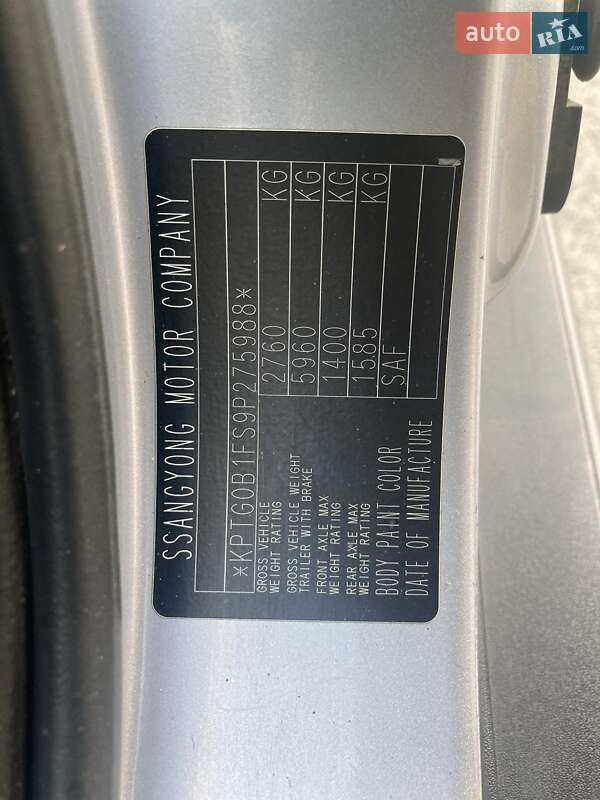 auto RIA.com
SSANGYONG MOTOR COMPANY
*KPTG0B1FS9P275988*
GROSS VEHICLE WEIGHT RATING 2760 KG
GROSS VEHICLE WEIGHT TRAILER WITH BRAKE 5960 KG
FRONT AXLE MAX WEIGHT RATING 1400 KG
REAR AXLE MAX WEIGHT RATING 1585 KG
BODY PAINT COLOR SAF
DATE OF MANUFACTURE